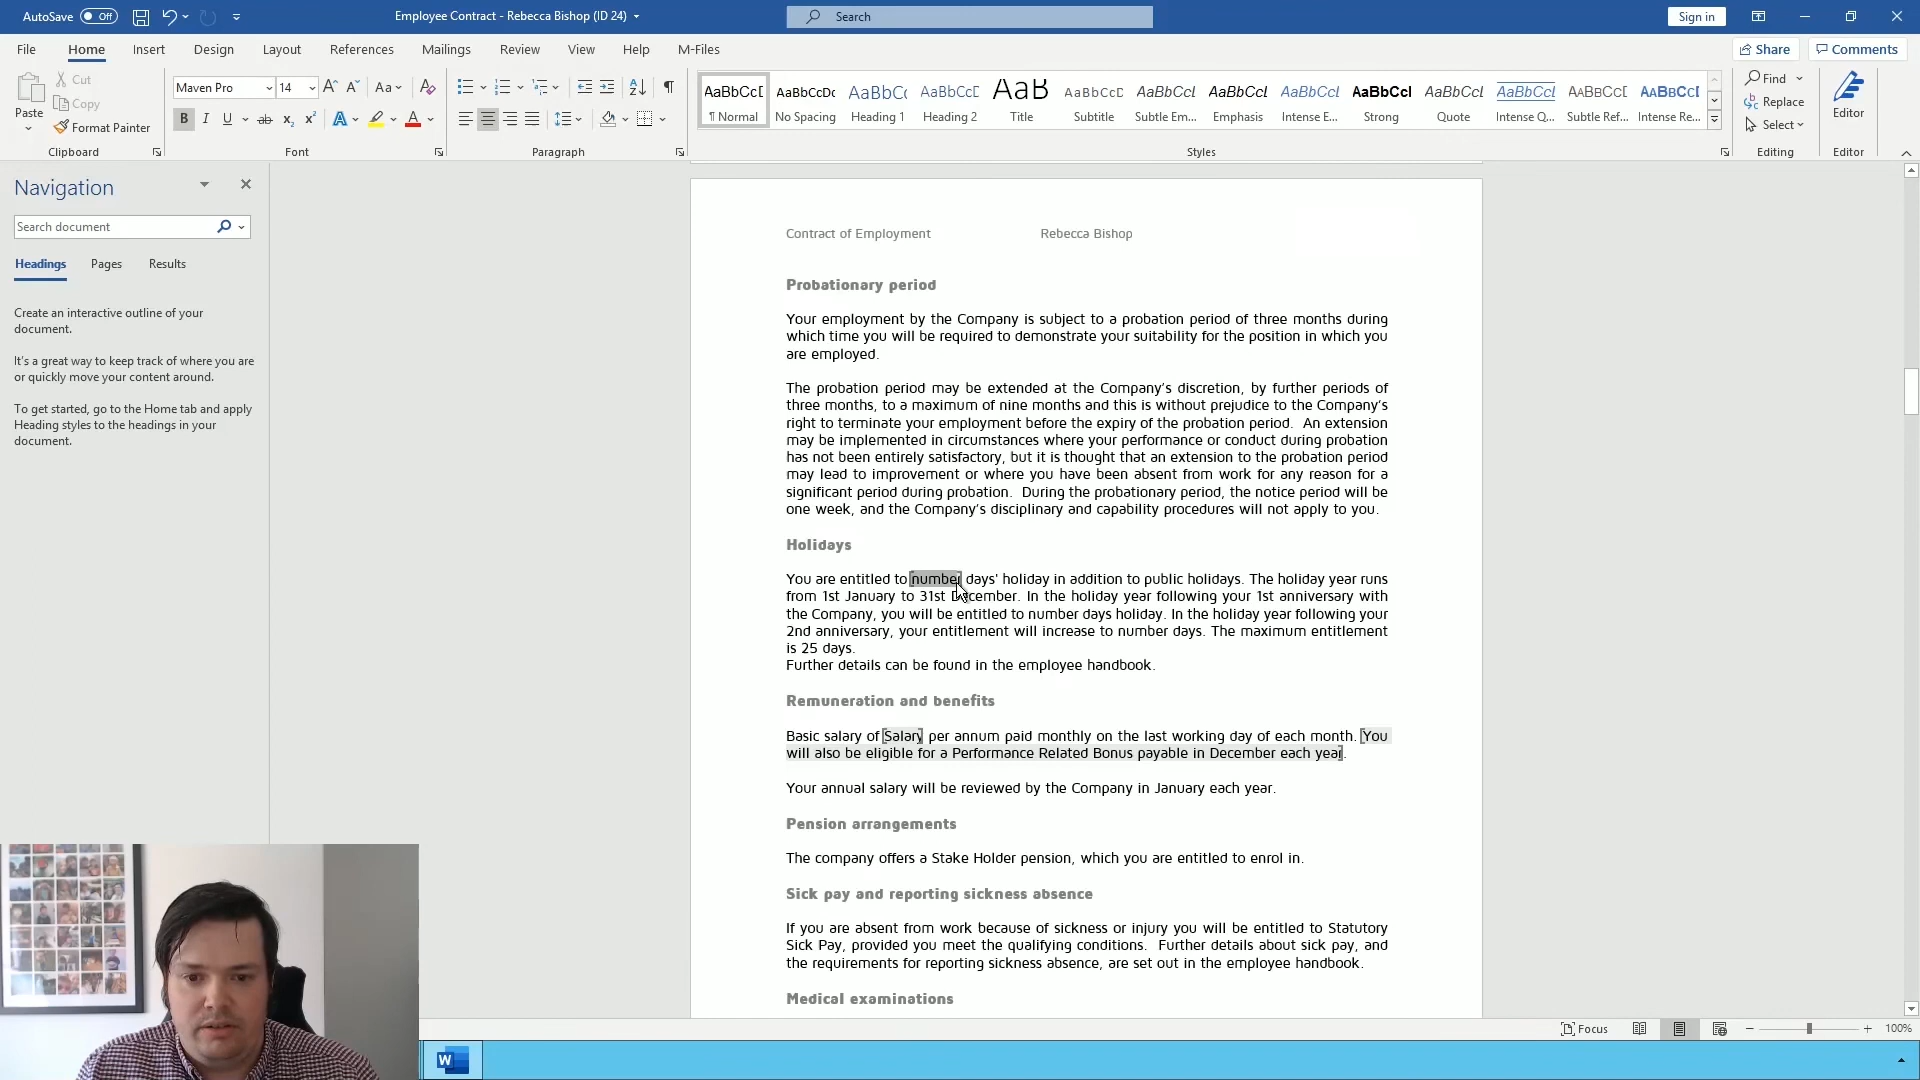 AutoSave Off
Employee Contract - Rebecca Bishop (ID 24)
Search
Sign in
File Home Insert Design Layout References Mailings Review View Help M-Files
Share Comments
Paste
Cut
Copy
Format Painter
Clipboard
Maven Pro 14
Font
Paragraph
AaBbCcD ¶ Normal
AaBbCcDc No Spacing
AaBbCc Heading 1
AaBbCcD Heading 2
AaB Title
AaBbCcD Subtitle
AaBbCcI Subtle Em...
AaBbCcI Emphasis
AaBbCcI Intense E...
AaBbCcI Strong
AaBbCcI Quote
AaBbCcI Intense Q...
AaBbCcD Subtle Ref...
AaBbCcD Intense Re...
Styles
Find
Replace
Select
Editing
Editor
Editor
Navigation
Search document
Headings Pages Results
Create an interactive outline of your
document.
It's a great way to keep track of where you are
or quickly move your content around.
To get started, go to the Home tab and apply
Heading styles to the headings in your
document.
Contract of Employment Rebecca Bishop
Probationary period
Your employment by the Company is subject to a probation period of three months during
which time you will be required to demonstrate your suitability for the position in which you
are employed.
The probation period may be extended at the Company's discretion, by further periods of
three months, to a maximum of nine months and this is without prejudice to the Company's
right to terminate your employment before the expiry of the probation period. An extension
may be implemented in circumstances where your performance or conduct during probation
has not been entirely satisfactory, but it is thought that an extension to the probation period
may lead to improvement or where you have been absent from work for any reason for a
significant period during probation. During the probationary period, the notice period will be
one week, and the Company's disciplinary and capability procedures will not apply to you.
Holidays
You are entitled to [number] days' holiday in addition to public holidays. The holiday year runs
from 1st January to 31st December. In the holiday year following your 1st anniversary with
the Company, you will be entitled to number days holiday. In the holiday year following your
2nd anniversary, your entitlement will increase to number days. The maximum entitlement
is 25 days.
Further details can be found in the employee handbook.
Remuneration and benefits
Basic salary of [Salary] per annum paid monthly on the last working day of each month. [You
will also be eligible for a Performance Related Bonus payable in December each year].
Your annual salary will be reviewed by the Company in January each year.
Pension arrangements
The company offers a Stake Holder pension, which you are entitled to enrol in.
Sick pay and reporting sickness absence
If you are absent from work because of sickness or injury you will be entitled to Statutory
Sick Pay, provided you meet the qualifying conditions. Further details about sick pay, and
the requirements for reporting sickness absence, are set out in the employee handbook.
Medical examinations
Focus 100%